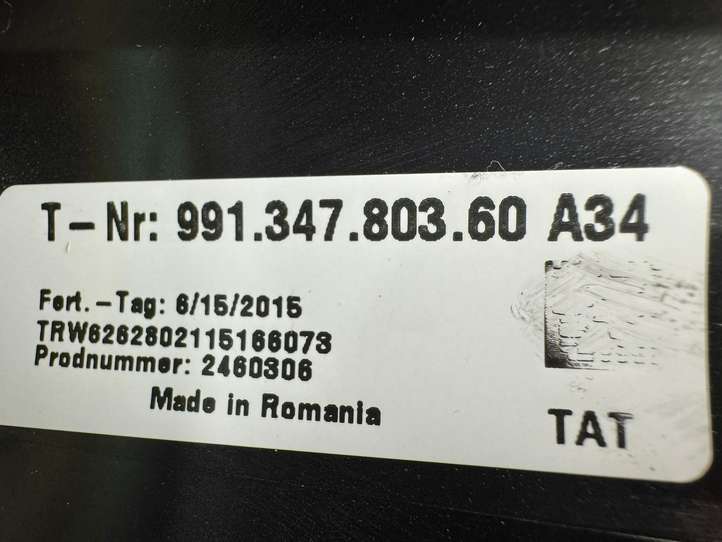 T-Nr: 991.347.803.60 A34
Fert.-Tag: 6/15/2015
TRW6262802115166073
Prodnummer: 2460306
Made in Romania
TAT